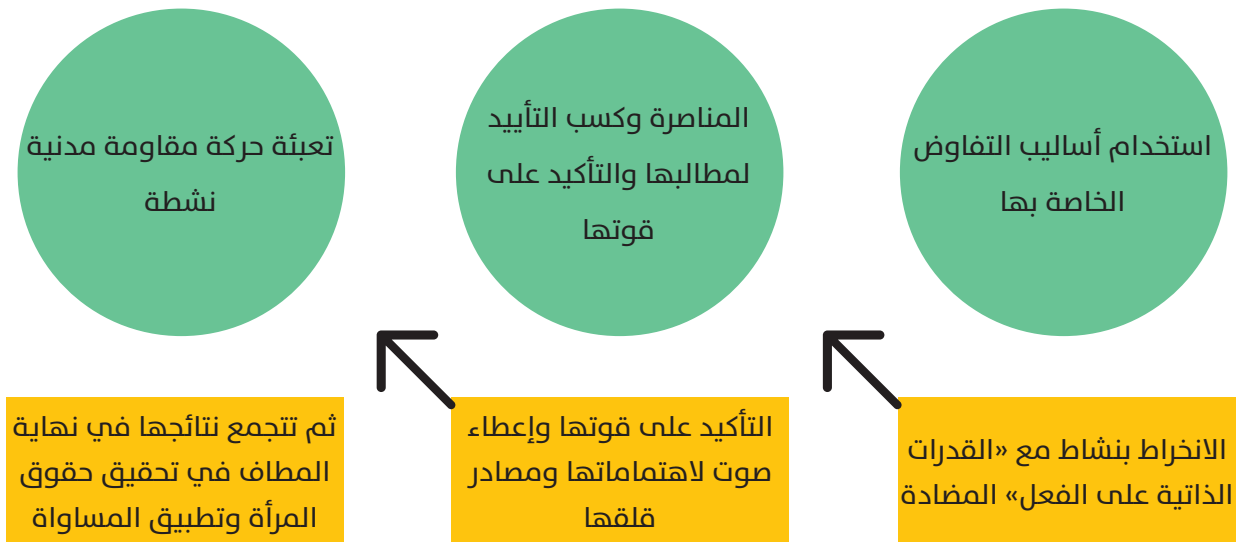 استخدام أساليب التفاوض
الخاصة بها
المناصرة وكسب التأييد
لمطالبها والتأكيد على
قوتها
تعبئة حركة مقاومة مدنية
نشطة
الانخراط بنشاط مع «القدرات
الذاتية على الفعل» المضادة
التأكيد على قوتها وإعطاء
صوت لاهتماماتها ومصادر
قلقها
ثم تتجمع نتائجها في نهاية
المطاف في تحقيق حقوق
المرأة وتطبيق المساواة